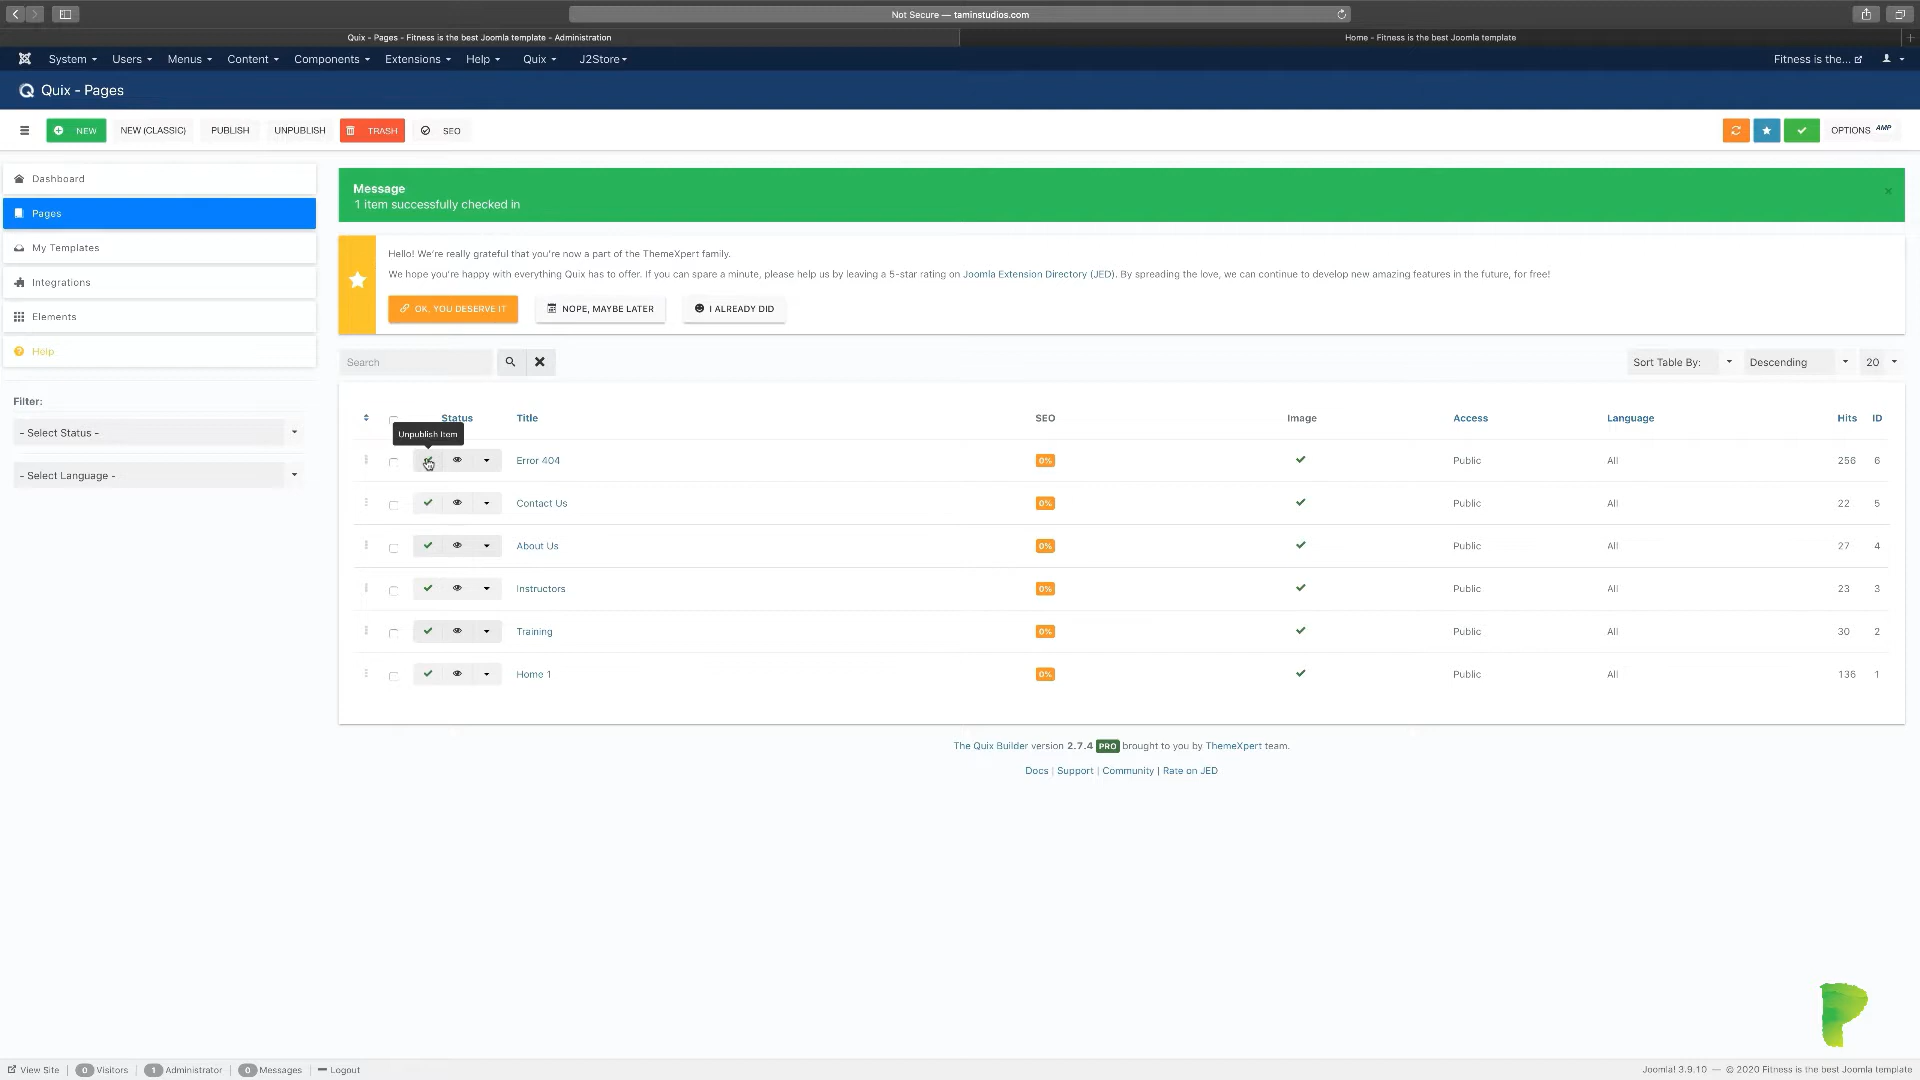 Not Secure — taminstudios.com
Quix - Pages - Fitness is the best Joomla template - Administration
Home - Fitness is the best Joomla template
System Users Menus Content Components Extensions Help Quix J2Store
Fitness is the...
Quix - Pages
NEW NEW (CLASSIC) PUBLISH UNPUBLISH TRASH SEO
OPTIONS AMP
Dashboard
Pages
My Templates
Integrations
Elements
Help
Filter:
- Select Status -
- Select Language -
Message
1 item successfully checked in
Hello! We're really grateful that you're now a part of the ThemeXpert family.
We hope you're happy with everything Quix has to offer. If you can spare a minute, please help us by leaving a 5-star rating on Joomla Extension Directory (JED). By spreading the love, we can continue to develop new amazing features in the future, for free!
OK, YOU DESERVE IT NOPE, MAYBE LATER I ALREADY DID
Search
Sort Table By: Descending 20
Status Title SEO Image Access Language Hits ID
Unpublish Item
Error 404 0% Public All 256 6
Contact Us 0% Public All 22 5
About Us 0% Public All 27 4
Instructors 0% Public All 23 3
Training 0% Public All 30 2
Home 1 0% Public All 136 1
The Quix Builder version 2.7.4 PRO brought to you by ThemeXpert team.
Docs | Support | Community | Rate on JED
View Site 0 Visitors 1 Administrator 0 Messages Logout
Joomla! 3.9.10 — © 2020 Fitness is the best Joomla template